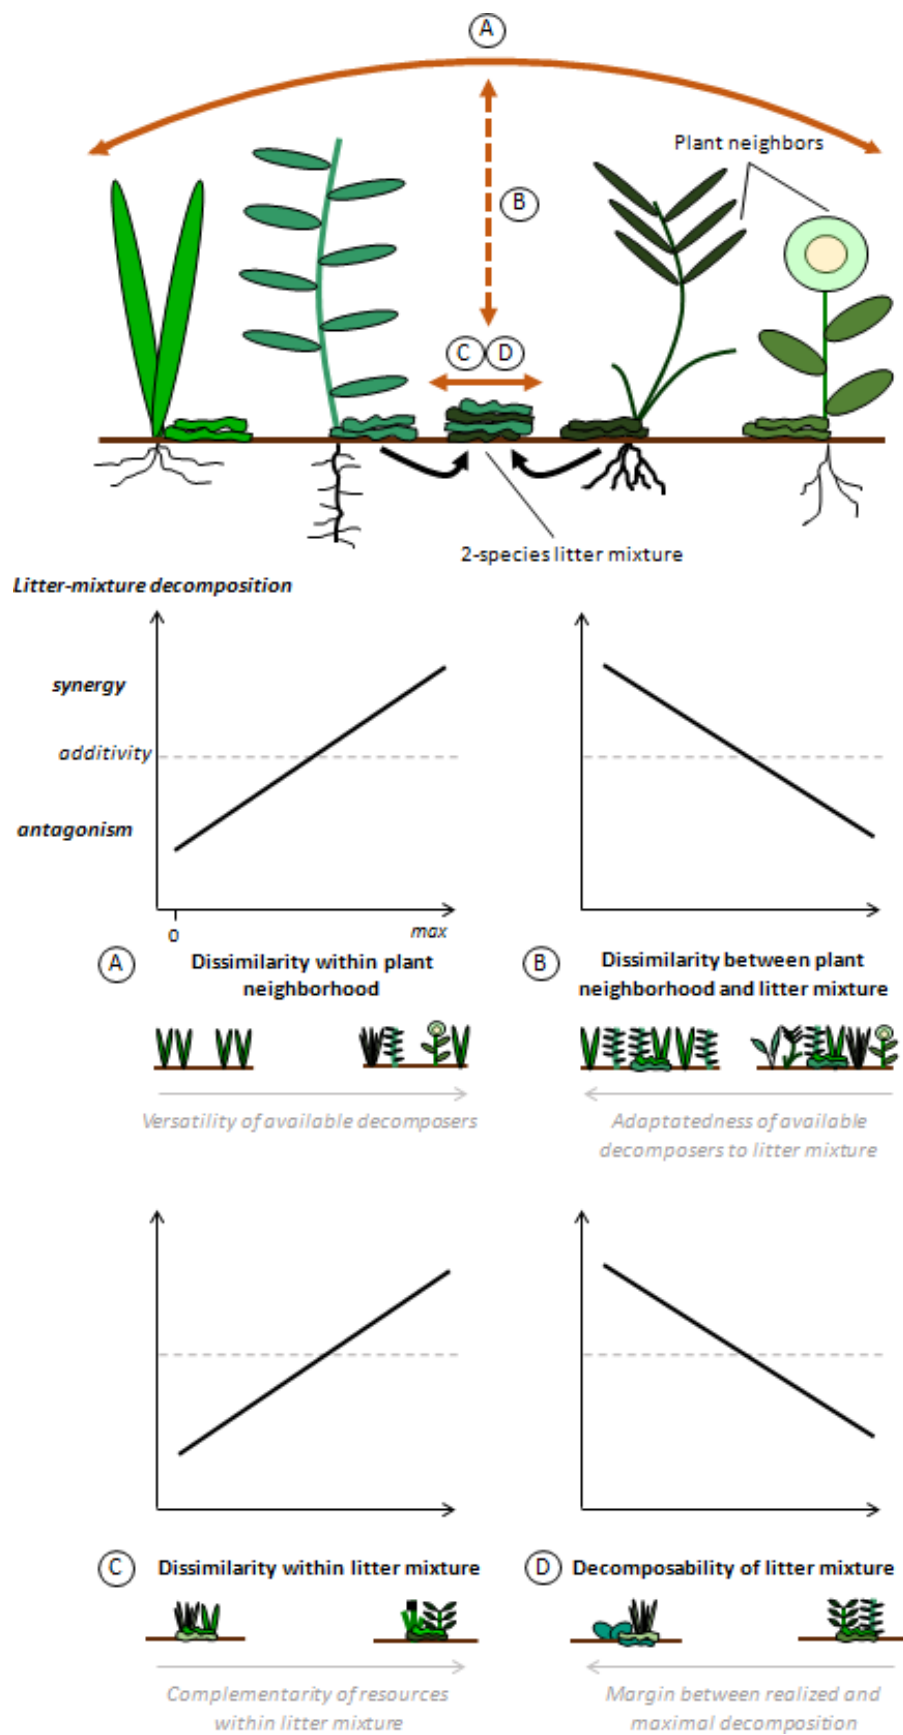 A
Plant neighbors
B
C D
2-species litter mixture
Litter-mixture decomposition
synergy
additivity
antagonism
0
max
A Dissimilarity within plant
neighborhood
B Dissimilarity between plant
neighborhood and litter mixture
Versatility of available decomposers
Adaptatedness of available
decomposers to litter mixture
C Dissimilarity within litter mixture
D Decomposability of litter mixture
Complementarity of resources
within litter mixture
Margin between realized and
maximal decomposition